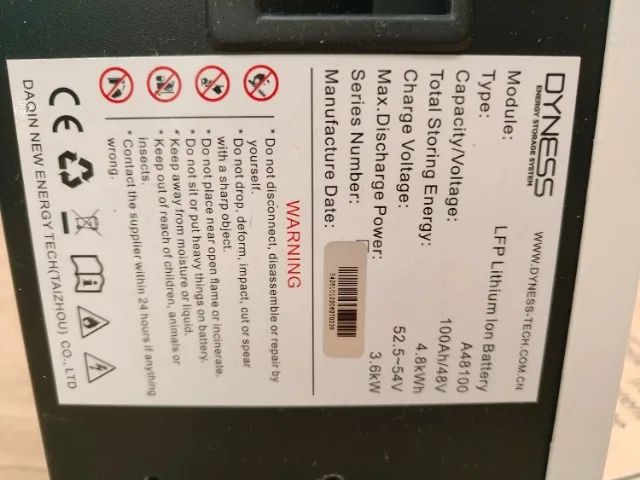 DYNESS
ENERGY STORAGE SYSTEM
WWW.DYNESS-TECH.COM.CN
Module: LFP Lithium Ion Battery
Type: A48100
Capacity/Voltage: 100Ah/48V
Total Storing Energy: 4.8kWh
Charge Voltage: 52.5~54V
Max.Discharge Power: 3.6kW
Series Number:
Manufacture Date:
WARNING
* Do not disconnect, disassemble or repair by
yourself.
* Do not drop, deform, impact, cut or spear
with a sharp object.
* Do not place near open flame or incinerate.
* Do not sit or put heavy things on battery.
* Keep away from moisture or liquid.
* Keep out of reach of children, animals or
insects.
* Contact the supplier within 24 hours if anything
wrong.
CE
DAQIN NEW ENERGY TECH(TAIZHOU) CO., LTD